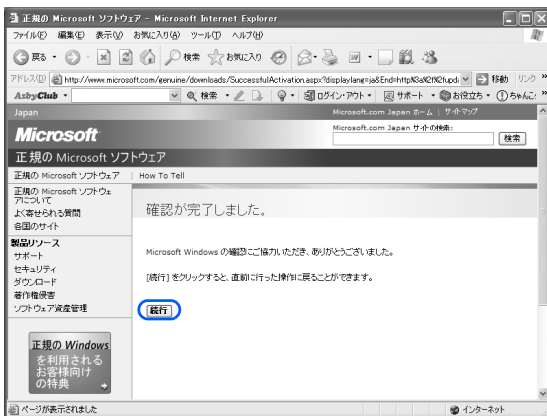 正規の Microsoft ソフトウェア - Microsoft Internet Explorer
ファイル(F) 編集(E) 表示(V) お気に入り(A) ツール(T) ヘルプ(H)
戻る 検索 お気に入り
アドレス(D) http://www.microsoft.com/genuine/downloads/SuccessfulActivation.aspx?displaylang=ja&End=http%3a%2f%2fupd 移動 リンク »
AzbyClub 検索 ログイン・アウト サポート お役立ち »
Japan Microsoft.com Japan ホーム | サイトマップ
Microsoft Microsoft.com Japan サイトの検索:
検索
正規の Microsoft ソフトウェア
正規の Microsoft ソフトウェア | How To Tell
正規の Microsoft ソフトウェ
アについて
よく寄せられる質問
各国のサイト
製品リソース
サポート
セキュリティ
ダウンロード
著作権侵害
ソフトウェア資産管理
確認が完了しました。
Microsoft Windows の確認にご協力いただき、ありがとうございました。
[続行] をクリックすると、直前に行った操作に戻ることができます。
続行
正規の Windows
を利用される
お客様向け
の特典
ページが表示されました インターネット